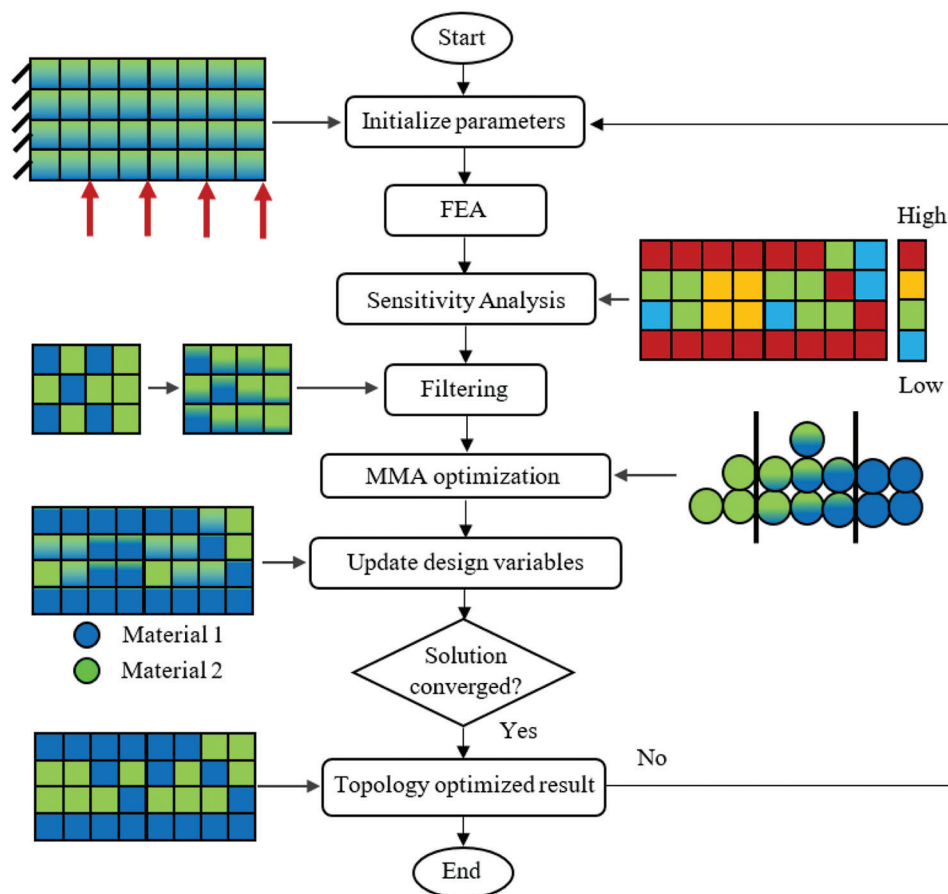 Start
Initialize parameters
FEA
High
Sensitivity Analysis
Filtering
Low
MMA optimization
Update design variables
Material 1
Material 2
Solution
converged?
Yes
No
Topology optimized result
End